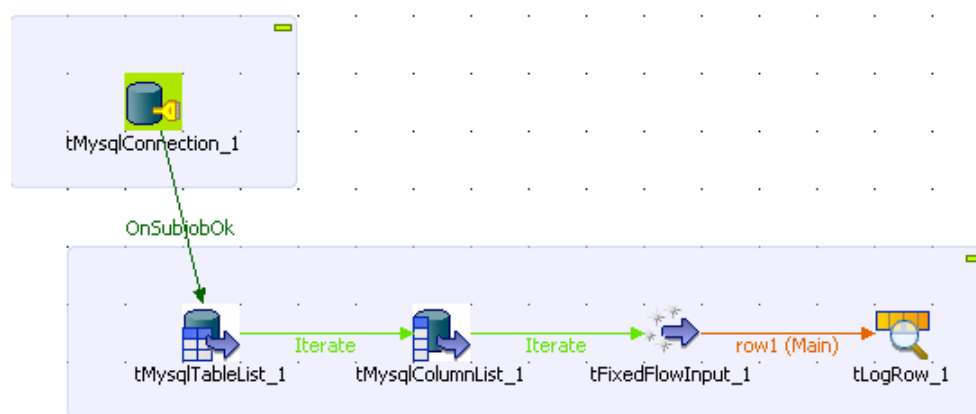 tMysqlConnection_1
OnSubjobOk
Iterate
Iterate
row1 (Main)
tMysqlTableList_1
tMysqlColumnList_1
tFixedFlowInput_1
tLogRow_1